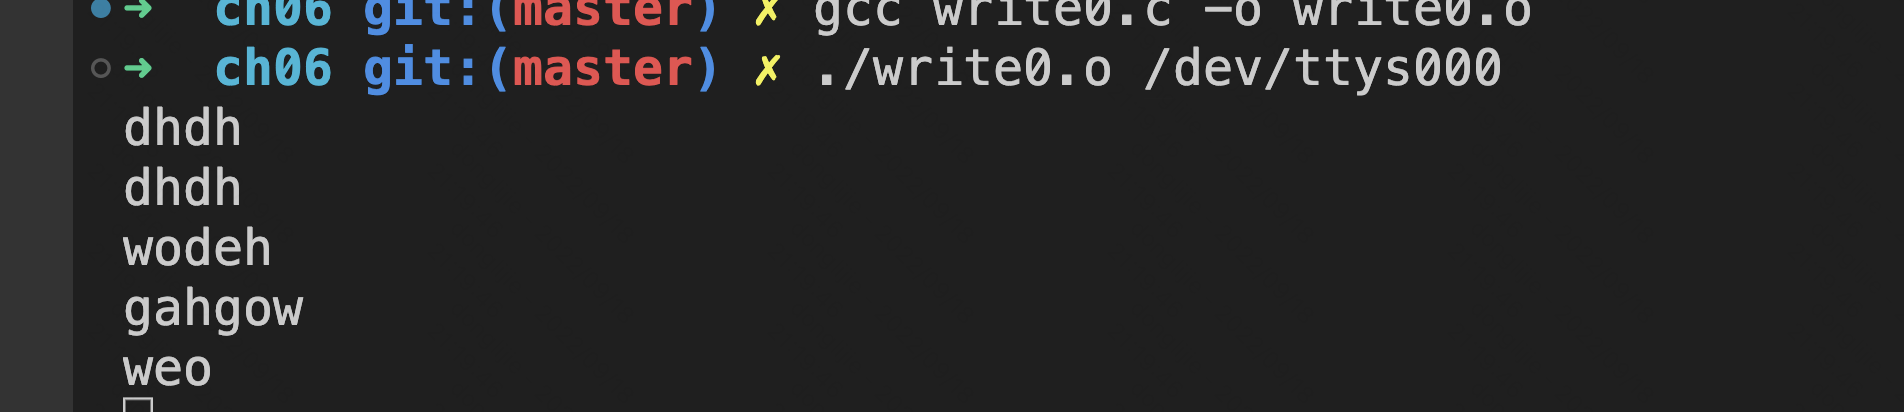 ➜  ch06 git:(master) ✗ gcc write0.c -o write0.o
➜  ch06 git:(master) ✗ ./write0.o /dev/ttys000
dhdh
dhdh
wodeh
gahgow
weo